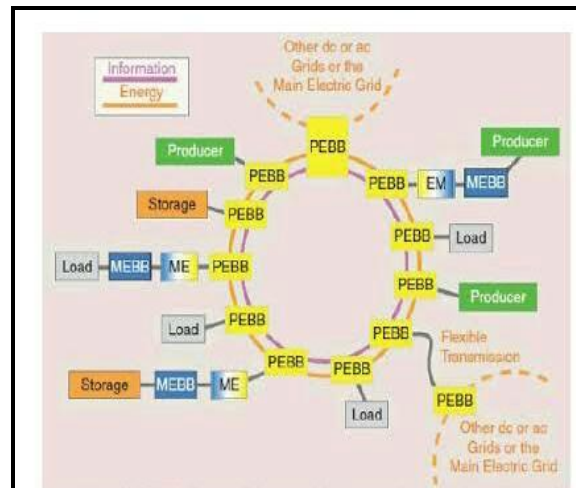 Other dc or ac
Grids or the
Main Electric Grid
Information
Energy
PEBB
Producer
Producer
PEBB
PEBB
EM
MEBB
Storage
PEBB
PEBB
Load
Load
MEBB
ME
PEBB
PEBB
Producer
Load
PEBB
PEBB
Flexible
Transmission
PEBB
PEBB
Storage
MEBB
ME
PEBB
Load
Other dc or ac
Grids or the
Main Electric Grid